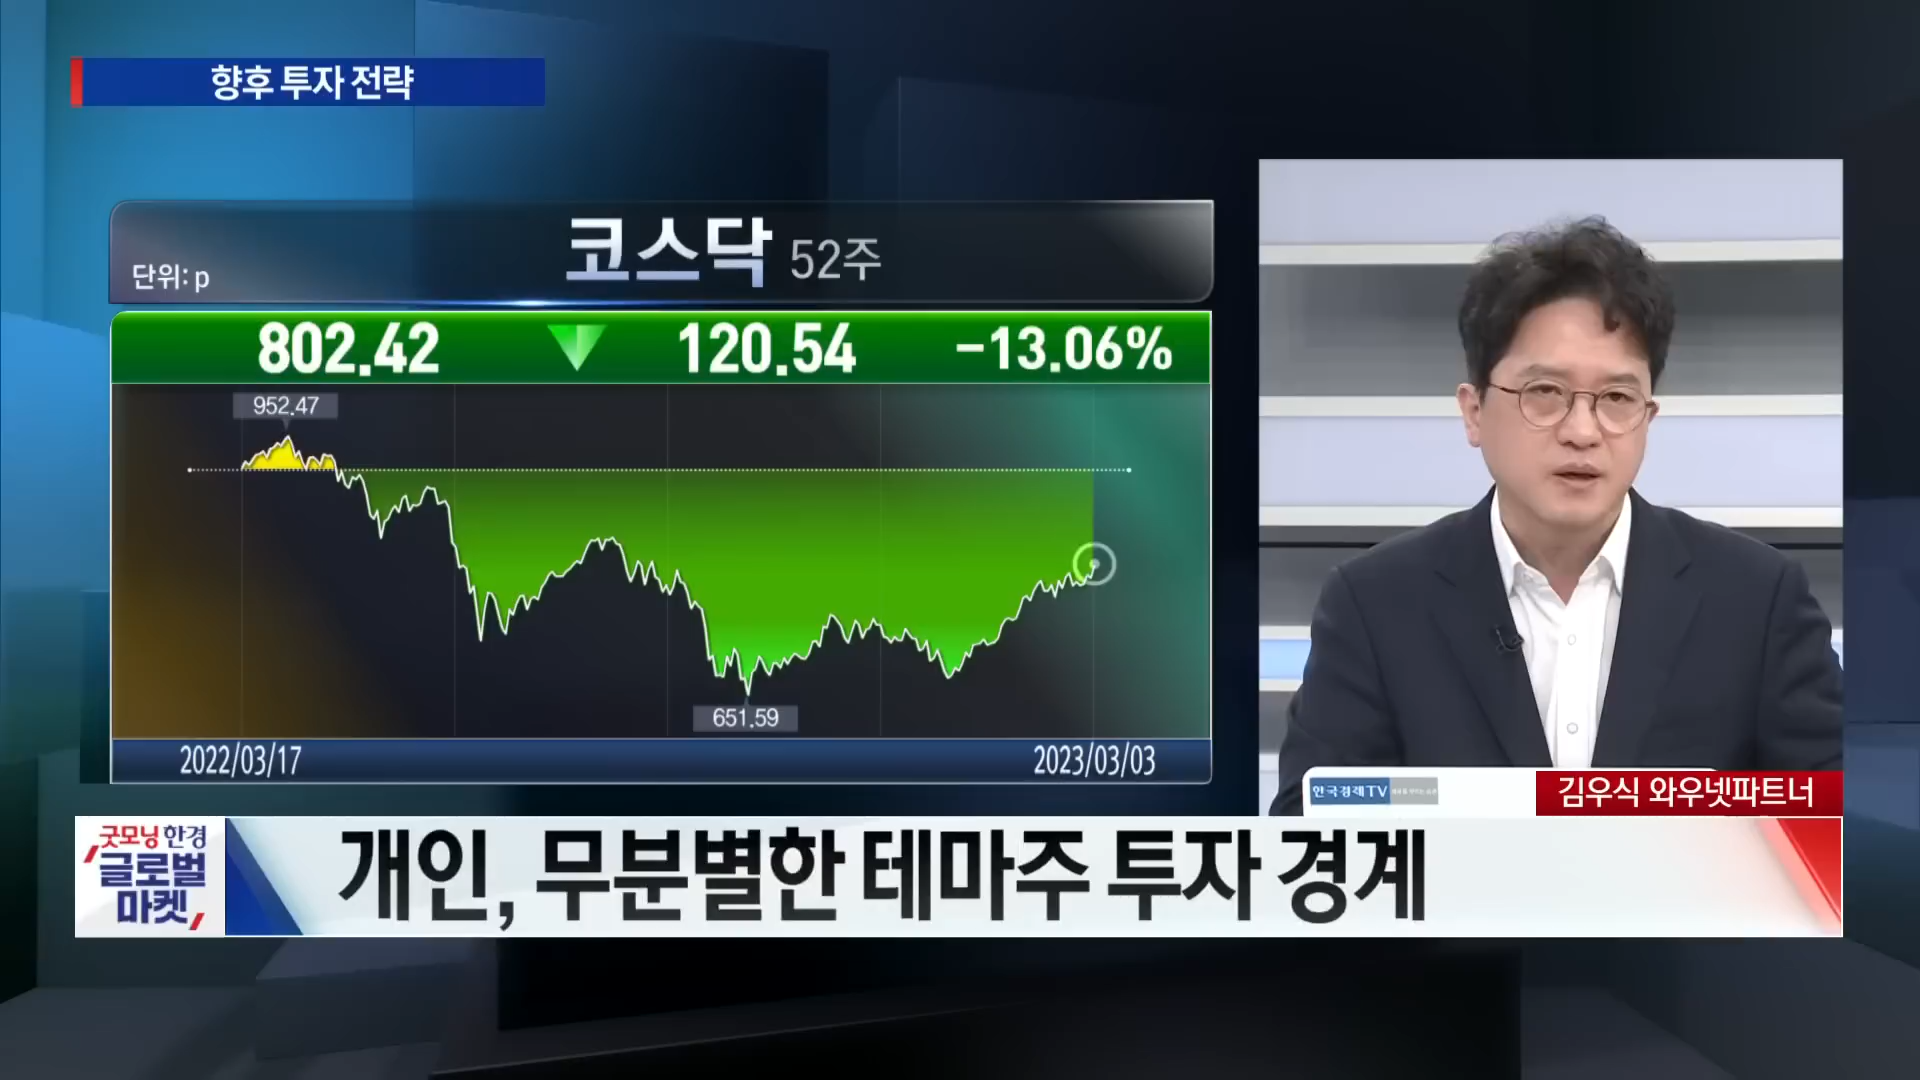 향후 투자 전략
코스닥 52주
단위: p
802.42 ▼ 120.54 -13.06%
952.47
651.59
2022/03/17
2023/03/03
한국경제TV
김우식 와우넷파트너
굿모닝 한경
글로벌
마켓
개인, 무분별한 테마주 투자 경계